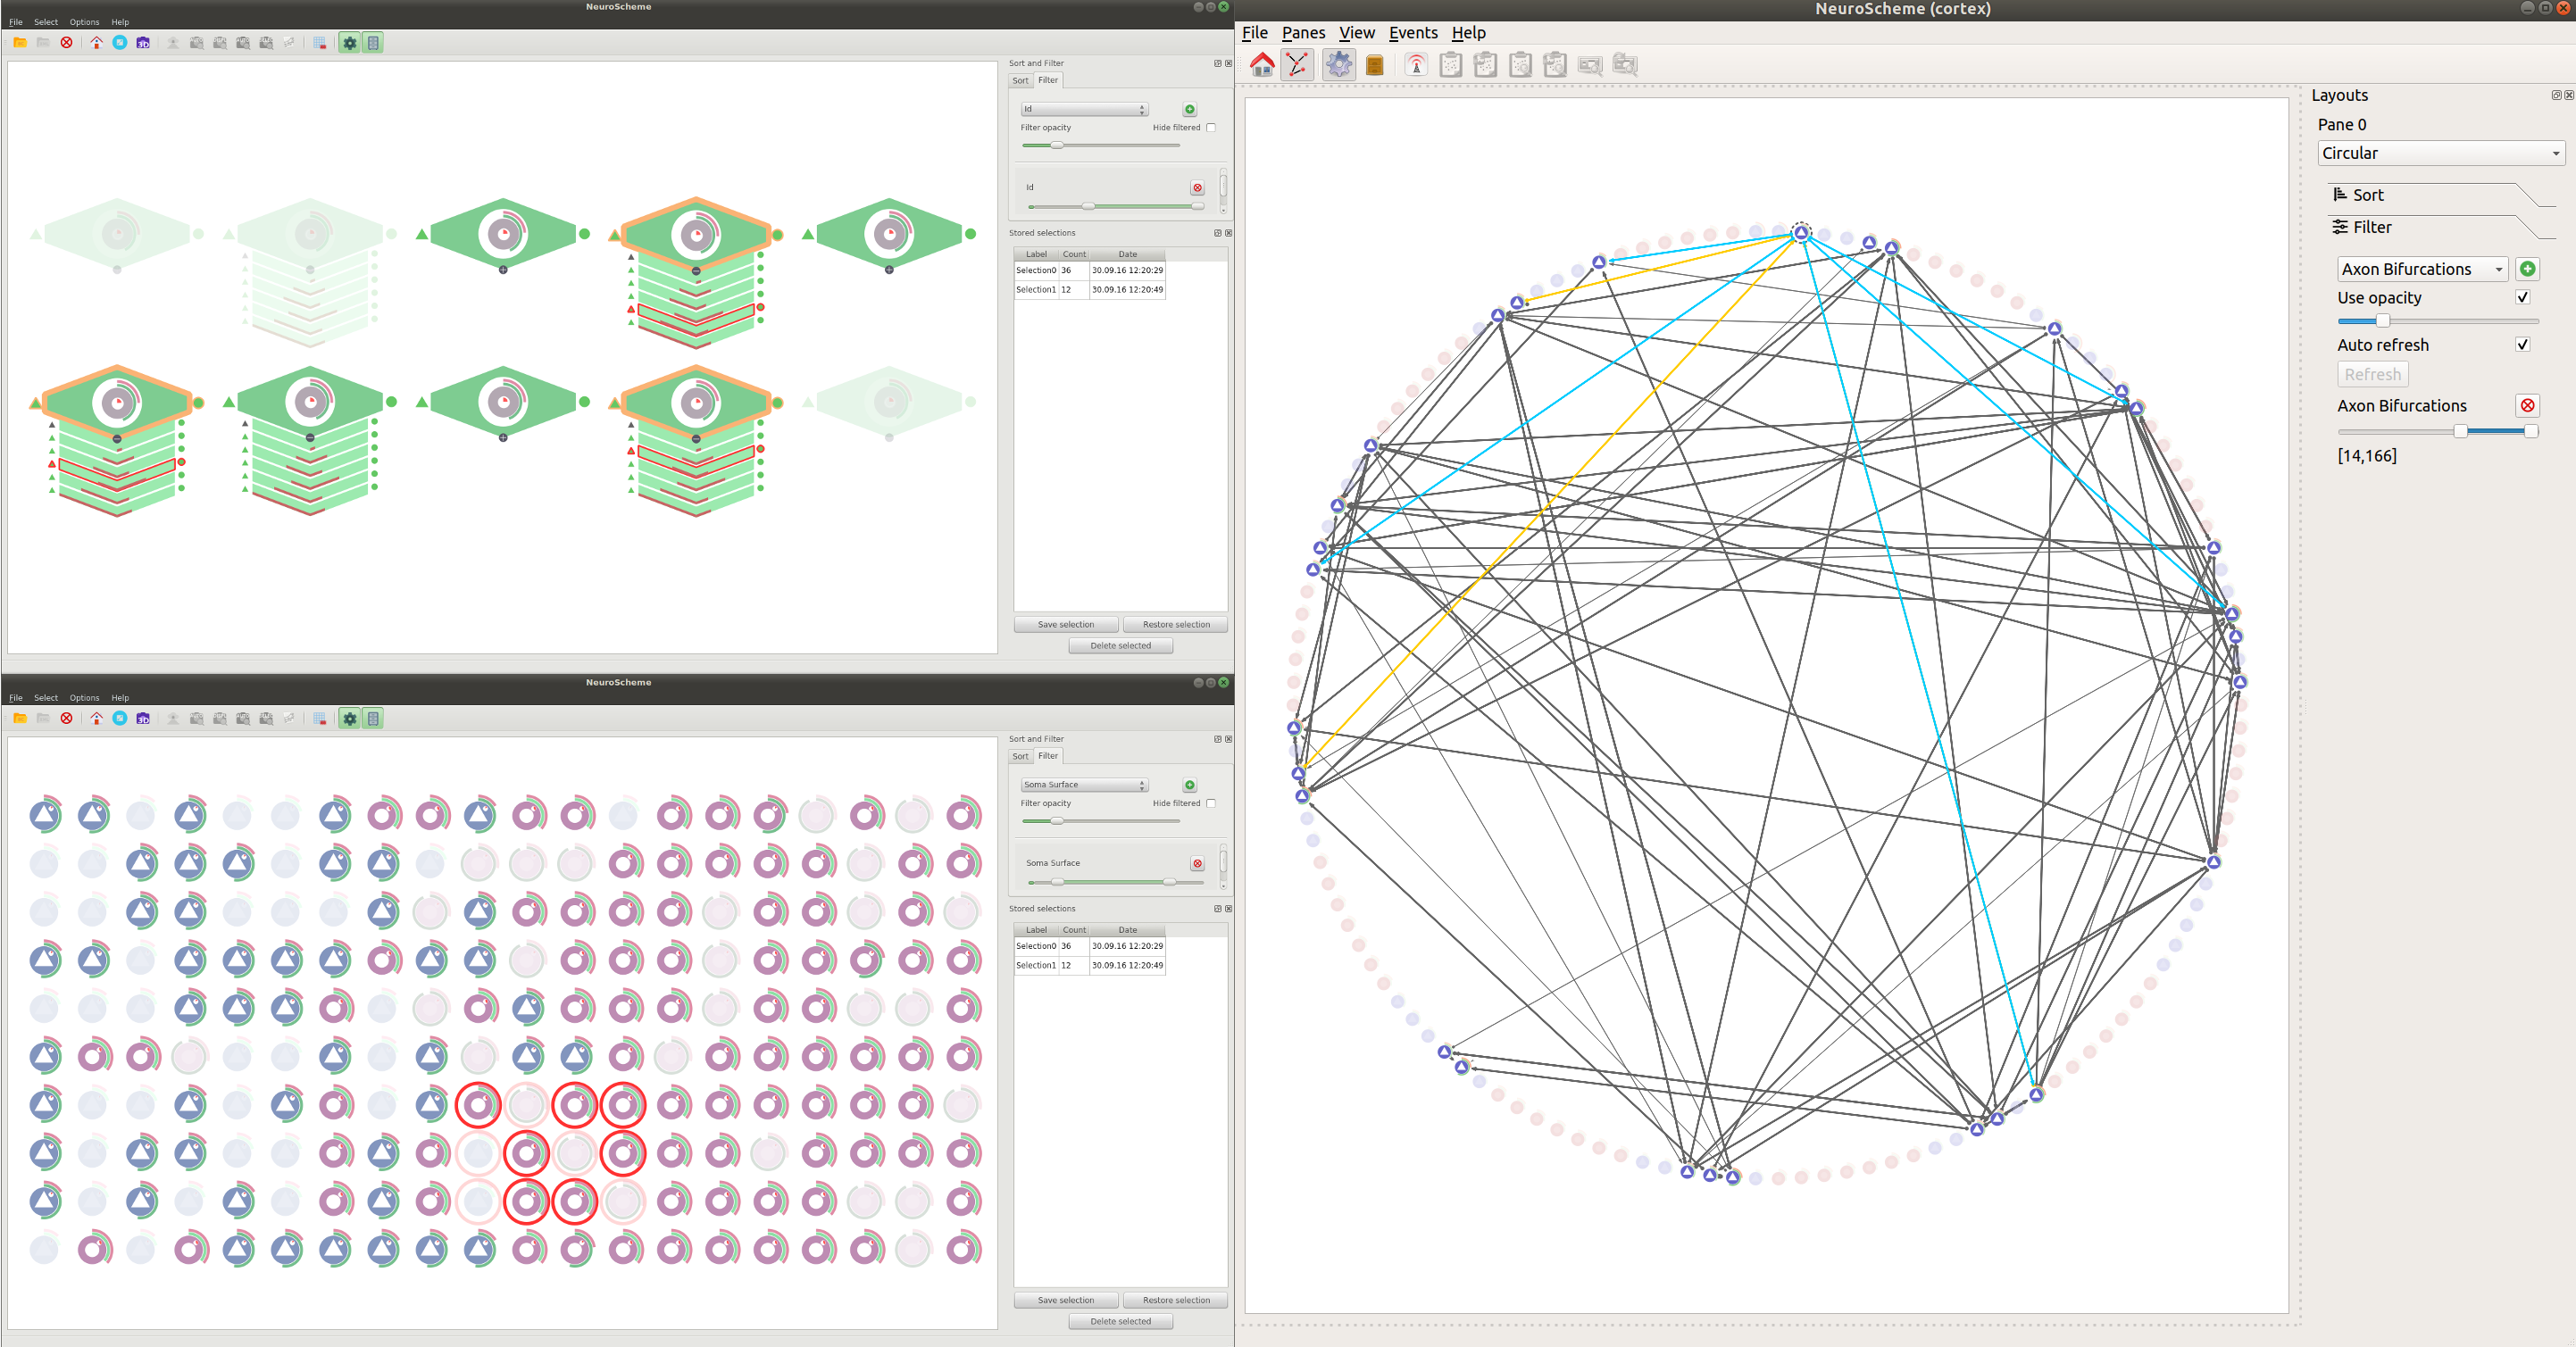 NeuroScheme
File Select Options Help
3D
Sort and Filter
Sort Filter
Id
Filter opacity Hide filtered
Id
Stored selections
Label Count Date
Selection0 36 30.09.16 12:20:29
Selection1 12 30.09.16 12:20:49
Save selection Restore selection
Delete selected
NeuroScheme
File Select Options Help
3D
Sort and Filter
Sort Filter
Soma Surface
Filter opacity Hide filtered
Soma Surface
Stored selections
Label Count Date
Selection0 36 30.09.16 12:20:29
Selection1 12 30.09.16 12:20:49
Save selection Restore selection
Delete selected
NeuroScheme (cortex)
File Panes View Events Help
Layouts
Pane 0
Circular
Sort
Filter
Axon Bifurcations
Use opacity
Auto refresh
Refresh
Axon Bifurcations
[14,166]